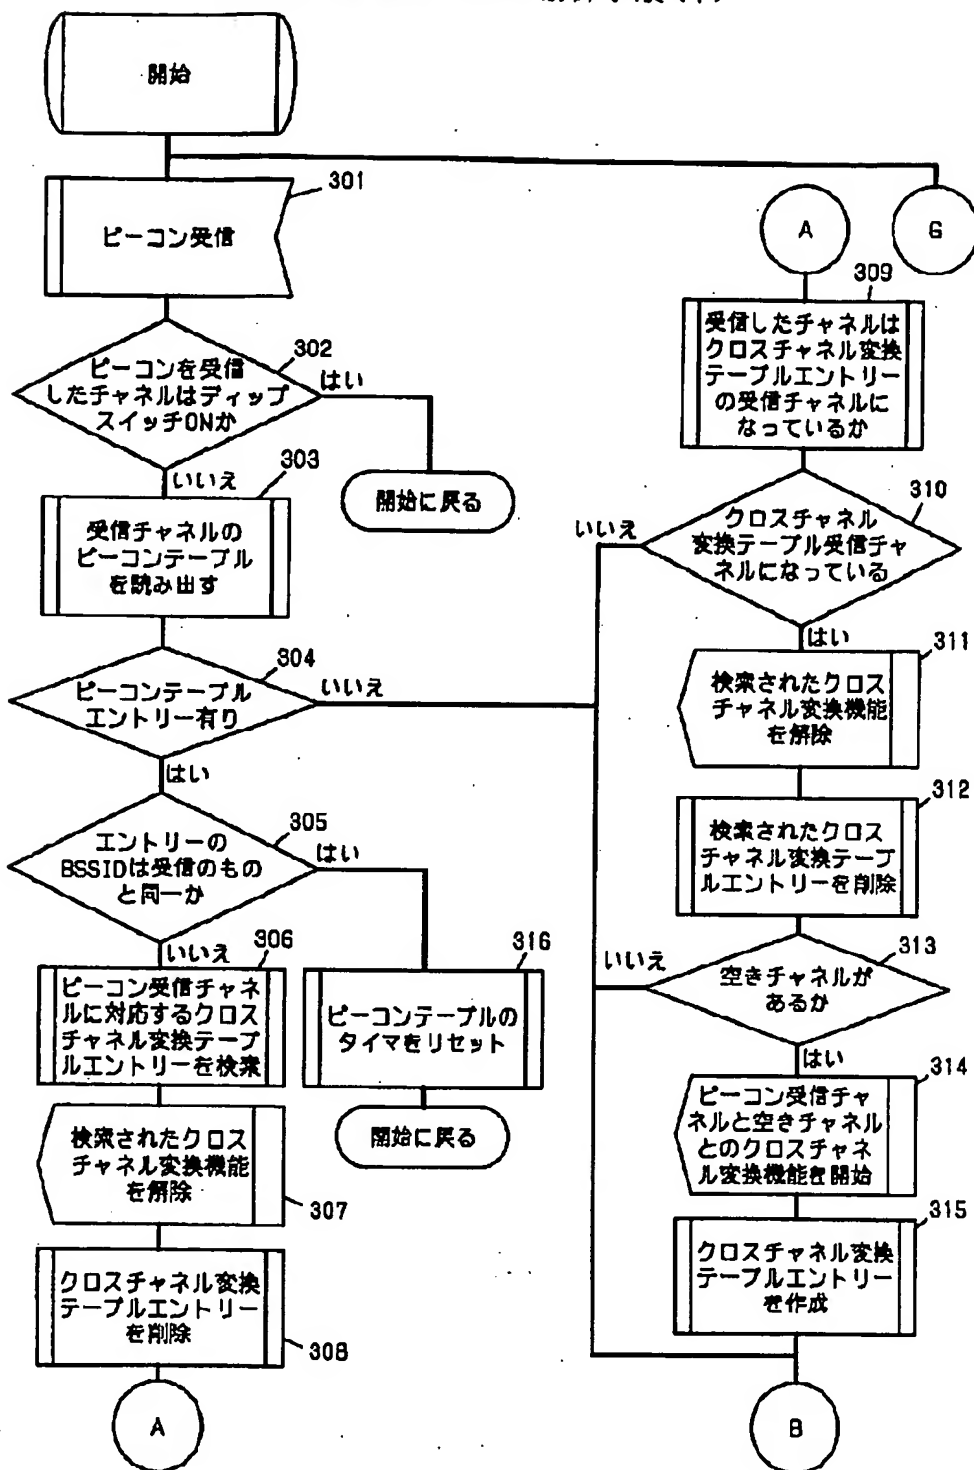 開始
301
ビーコン受信
302
ビーコンを受信
したチャネルはディップ
スイッチONか
はい
開始に戻る
いいえ
303
受信チャネルの
ビーコンテーブル
を読み出す
304
ビーコンテーブル
エントリー有り
いいえ
はい
305
エントリーの
BSSIDは受信のもの
と同一か
はい
いいえ
306
ビーコン受信チャネ
ルに対応するクロス
チャネル変換テーブ
ルエントリーを検索
316
ビーコンテーブルの
タイマをリセット
開始に戻る
検索されたクロス
チャネル変換機能
を解除
307
クロスチャネル変換
テーブルエントリー
を削除
308
A
A
G
309
受信したチャネルは
クロスチャネル変換
テーブルエントリー
の受信チャネルに
なっているか
310
クロスチャネル
変換テーブル受信チャ
ネルになっている
いいえ
はい
311
検索されたクロス
チャネル変換機能
を解除
312
検索されたクロス
チャネル変換テーブ
ルエントリーを削除
313
空きチャネルが
あるか
いいえ
はい
314
ビーコン受信チャ
ネルと空きチャネル
とのクロスチャネ
ル変換機能を開始
315
クロスチャネル変換
テーブルエントリー
を作成
B